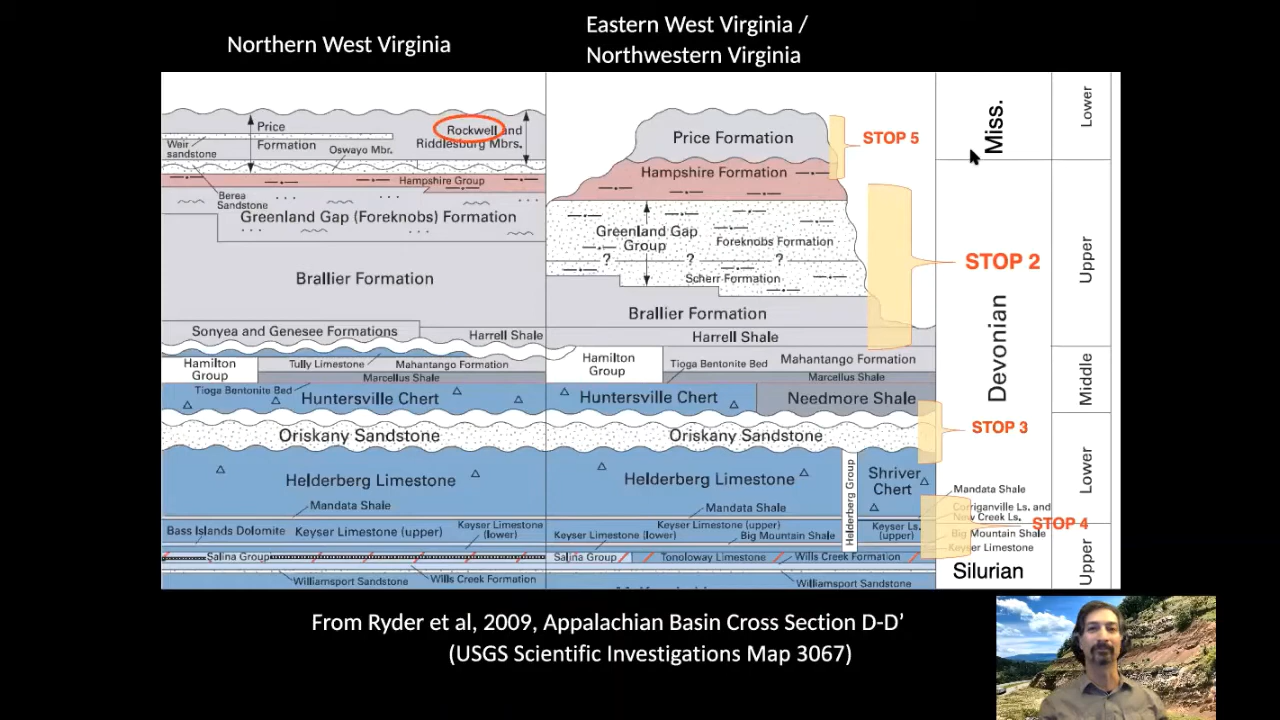 Northern West Virginia
Eastern West Virginia /
Northwestern Virginia
Price
Formation
Weir
sandstone
Oswayo Mbr.
Rockwell and
Riddlesburg Mbrs.
Hampshire Group
Berea
Sandstone
Greenland Gap (Foreknobs) Formation
Brallier Formation
Sonyea and Genesee Formations
Harrell Shale
Hamilton
Group
Tully Limestone
Mahantango Formation
Marcellus Shale
Tioga Bentonite Bed
Huntersville Chert
Oriskany Sandstone
Helderberg Limestone
Mandata Shale
Bass Islands Dolomite
Keyser Limestone (upper)
Keyser Limestone
(lower)
Salina Group
Williamsport Sandstone
Wills Creek Formation
Price Formation
Hampshire Formation
Greenland Gap
Group
Foreknobs Formation
? ? ?
Scherr Formation
Brallier Formation
Harrell Shale
Hamilton
Group
Tioga Bentonite Bed
Mahantango Formation
Marcellus Shale
Huntersville Chert
Needmore Shale
Oriskany Sandstone
Helderberg Limestone
Helderberg Group
Shriver
Chert
Mandata Shale
Keyser Limestone (upper)
Keyser Limestone (lower)
Big Mountain Shale
Keyser Ls.
(upper)
Salina Group
Tonoloway Limestone
Wills Creek Formation
Williamsport Sandstone
STOP 5
STOP 2
STOP 3
STOP 4
Mandata Shale
Corriganville Ls. and
New Creek Ls.
Big Mountain Shale
Keyser Limestone
Miss.
Devonian
Silurian
Lower
Upper
Middle
Lower
Upper
From Ryder et al, 2009, Appalachian Basin Cross Section D-D’
(USGS Scientific Investigations Map 3067)